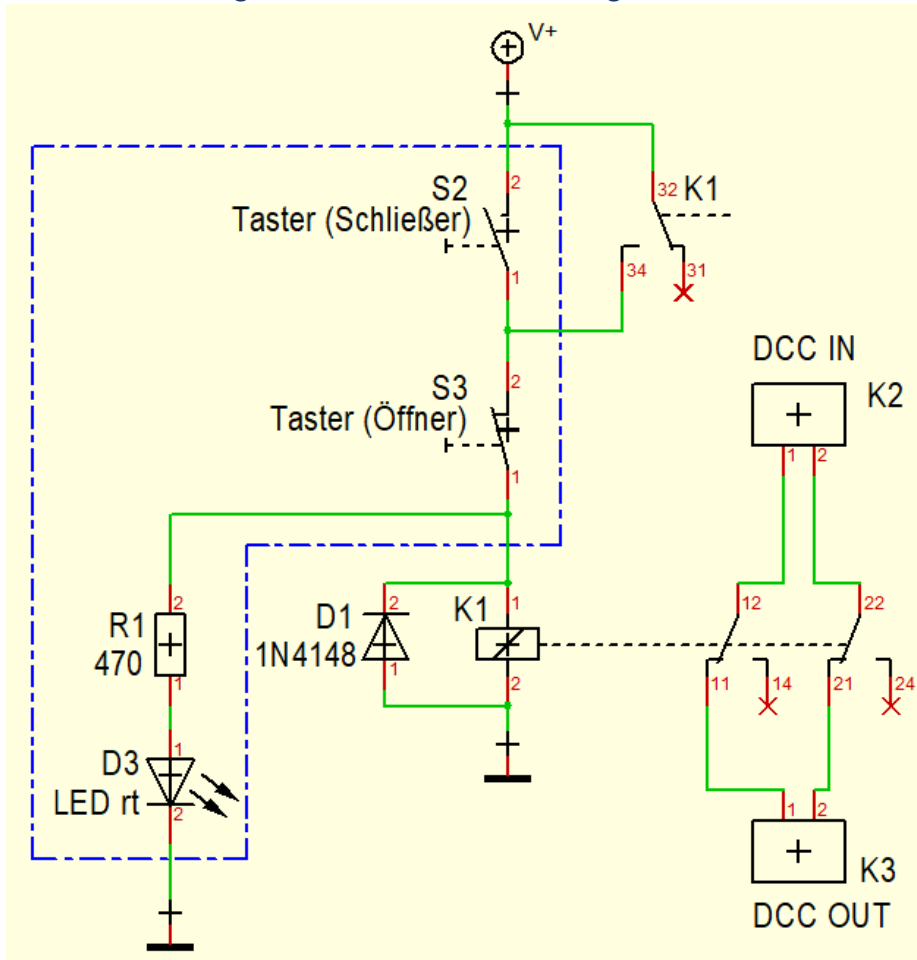 V+
2
S2
Taster (Schließer)
1
32 K1
34
31
2
S3
Taster (Öffner)
1
DCC IN
K2
1 2
2
R1
470
1
2
D1
1N4148
1
K1
1
2
12
22
11
14
21
24
1
D3
LED rt
2
1 2
K3
DCC OUT